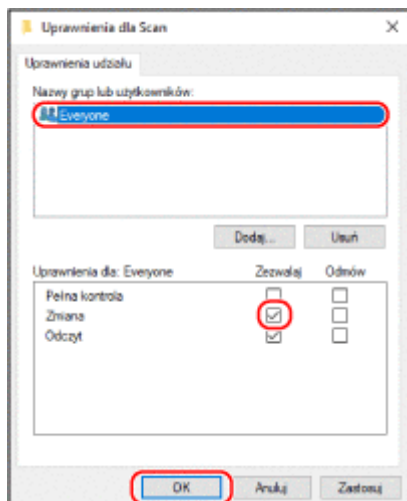 Uprawnienia dla Scan
Uprawnienia udziału
Nazwy grup lub użytkowników:
Everyone
Dodaj... Usuń
Uprawnienia dla: Everyone Zezwalaj Odmów
Pełna kontrola
Zmiana
Odczyt
OK Anuluj Zastosuj